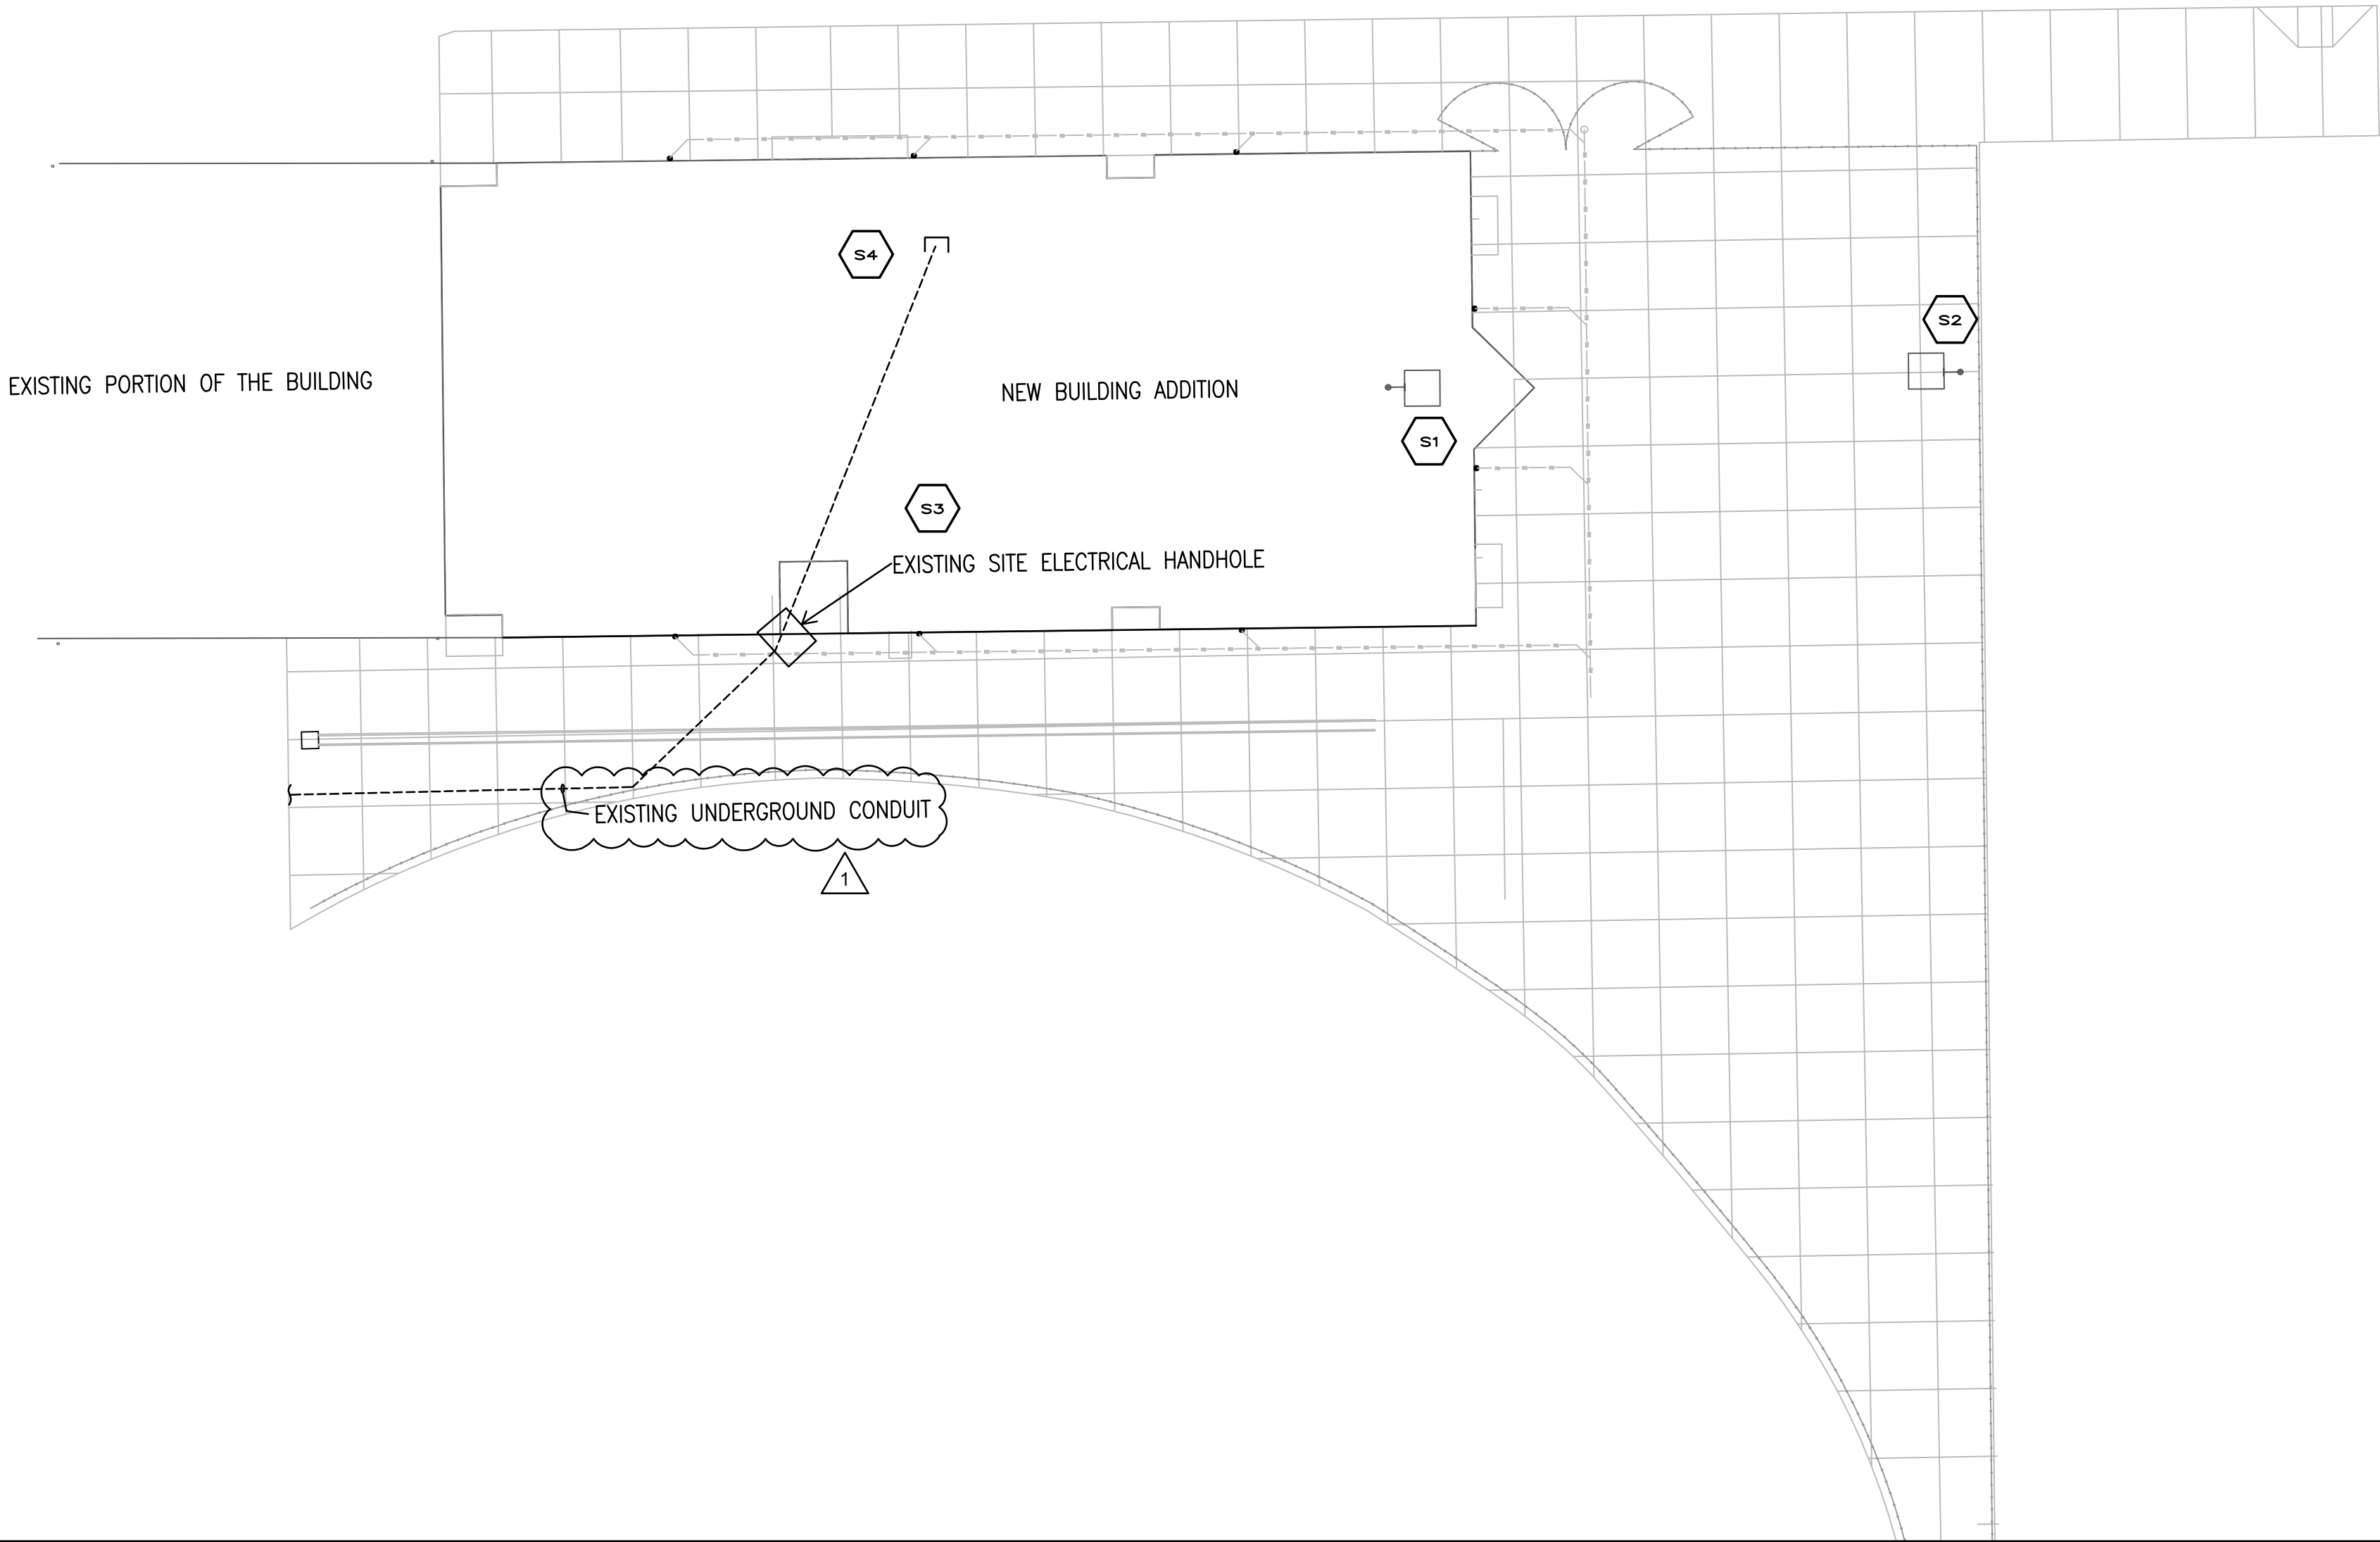 S4
S2
EXISTING PORTION OF THE BUILDING
NEW BUILDING ADDITION
S1
S3
EXISTING SITE ELECTRICAL HANDHOLE
EXISTING UNDERGROUND CONDUIT
1